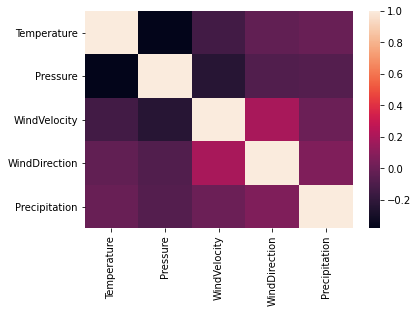 Temperature
Pressure
WindVelocity
WindDirection
Precipitation
Temperature
Pressure
WindVelocity
WindDirection
Precipitation
1.0
0.8
0.6
0.4
0.2
0.0
−0.2